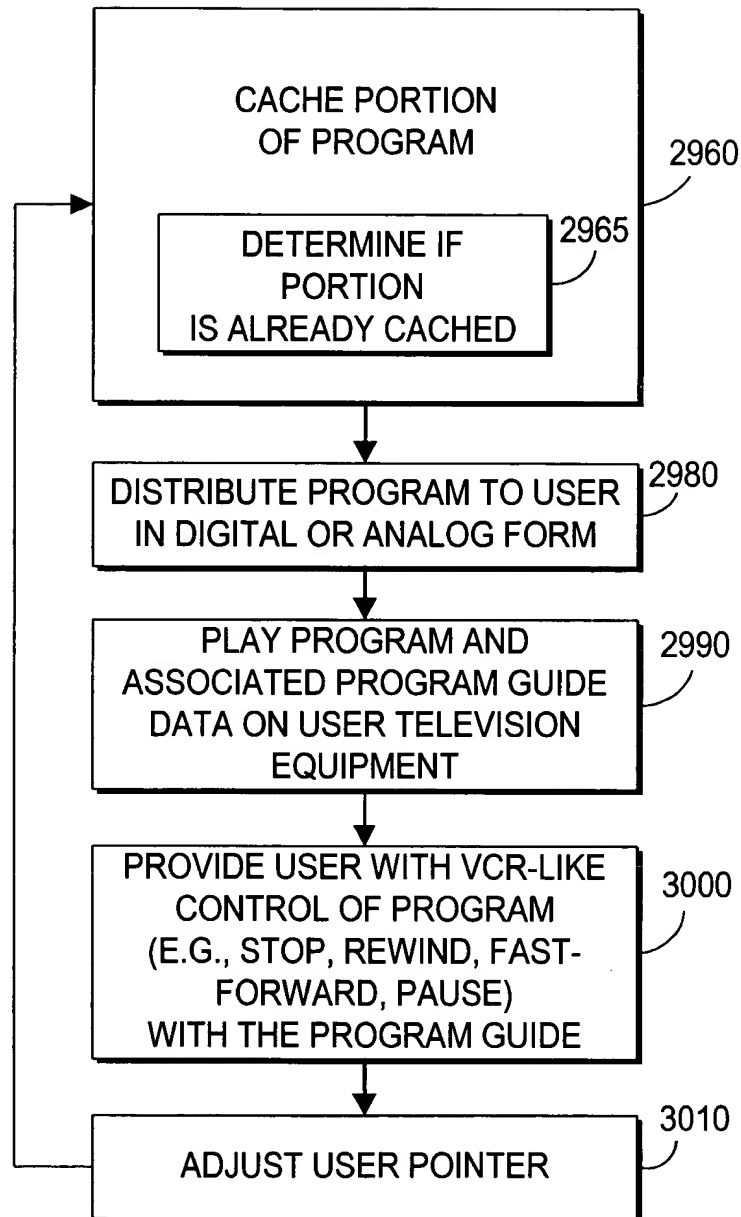 CACHE PORTION
OF PROGRAM
2960
DETERMINE IF
PORTION
IS ALREADY CACHED
2965
DISTRIBUTE PROGRAM TO USER
IN DIGITAL OR ANALOG FORM
2980
PLAY PROGRAM AND
ASSOCIATED PROGRAM GUIDE
DATA ON USER TELEVISION
EQUIPMENT
2990
PROVIDE USER WITH VCR-LIKE
CONTROL OF PROGRAM
(E.G., STOP, REWIND, FAST-
FORWARD, PAUSE)
WITH THE PROGRAM GUIDE
3000
ADJUST USER POINTER
3010